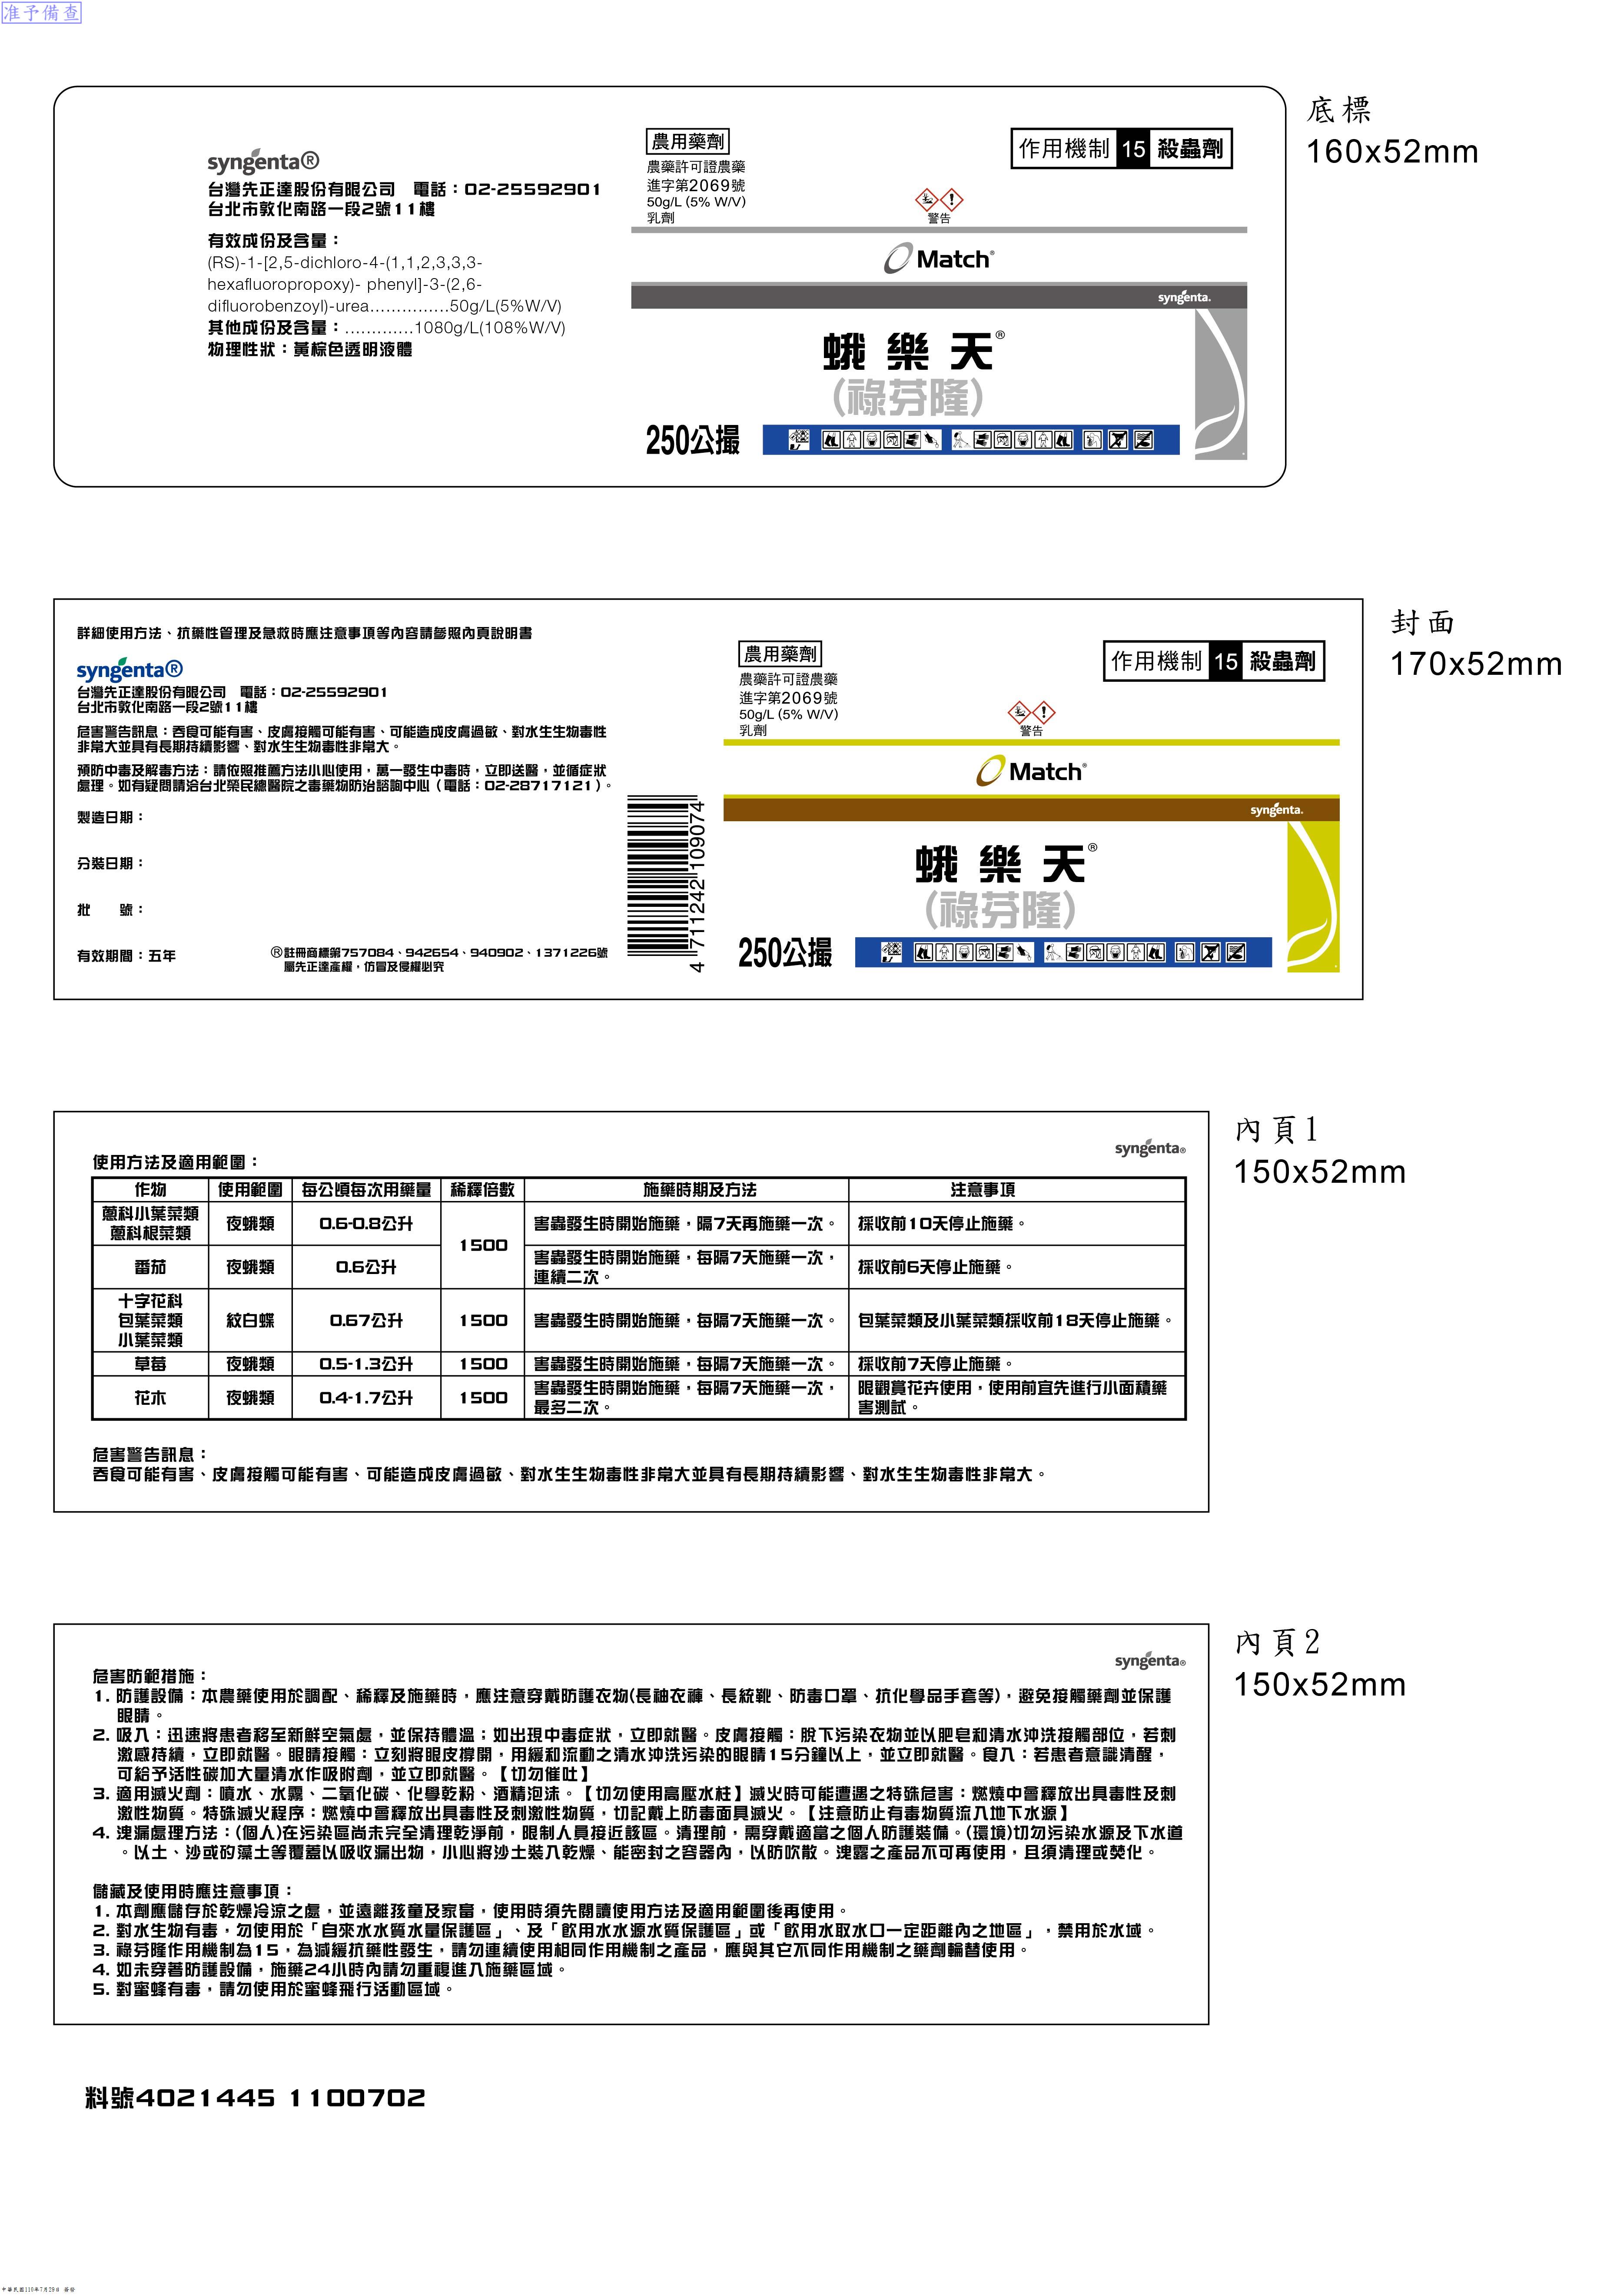 准予備查
底標
160x52mm
syngenta®
台灣先正達股份有限公司 電話：02-25592901
台北市敦化南路一段2號11樓
有效成份及含量：
(RS)-1-[2,5-dichloro-4-(1,1,2,3,3,3-
hexafluoropropoxy)- phenyl]-3-(2,6-
difluorobenzoyl)-urea...............50g/L(5%W/V)
其他成份及含量：.............1080g/L(108%W/V)
物理性狀：黃棕色透明液體
農用藥劑
農藥許可證農藥
進字第2069號
50g/L (5% W/V)
乳劑
作用機制 15 殺蟲劑
警告
Match®
syngenta.
蛾樂天®
(祿芬隆)
250公撮
封面
170x52mm
詳細使用方法、抗藥性管理及急救時應注意事項等內容請參照內頁說明書
syngenta®
台灣先正達股份有限公司 電話：02-25592901
台北市敦化南路一段2號11樓
危害警告訊息：吞食可能有害、皮膚接觸可能有害、可能造成皮膚過敏、對水生生物毒性
非常大並具有長期持續影響、對水生生物毒性非常大。
預防中毒及解毒方法：請依照推薦方法小心使用，萬一發生中毒時，立即送醫，並循症狀
處理。如有疑問請洽台北榮民總醫院之毒藥物防治諮詢中心（電話：02-28717121）。
製造日期：
分裝日期：
批　　號：
有效期間：五年
®註冊商標第757084、942654、940902、1371226號
屬先正達產權，仿冒及侵權必究
4 711242 109074
農用藥劑
農藥許可證農藥
進字第2069號
50g/L (5% W/V)
乳劑
作用機制 15 殺蟲劑
警告
Match®
syngenta.
蛾樂天®
(祿芬隆)
250公撮
內頁1
150x52mm
syngenta®
使用方法及適用範圍：
作物 使用範圍 每公頃每次用藥量 稀釋倍數 施藥時期及方法 注意事項
蔥科小葉菜類
蔥科根菜類 夜蛾類 0.6-0.8公升 1500 害蟲發生時開始施藥，隔7天再施藥一次。 採收前10天停止施藥。
番茄 夜蛾類 0.6公升 害蟲發生時開始施藥，每隔7天施藥一次，
連續二次。 採收前6天停止施藥。
十字花科
包葉菜類
小葉菜類 紋白蝶 0.67公升 1500 害蟲發生時開始施藥，每隔7天施藥一次。 包葉菜類及小葉菜類採收前18天停止施藥。
草莓 夜蛾類 0.5-1.3公升 1500 害蟲發生時開始施藥，每隔7天施藥一次。 採收前7天停止施藥。
花木 夜蛾類 0.4-1.7公升 1500 害蟲發生時開始施藥，每隔7天施藥一次，
最多二次。 限觀賞花卉使用，使用前宜先進行小面積藥
害測試。
危害警告訊息：
吞食可能有害、皮膚接觸可能有害、可能造成皮膚過敏、對水生生物毒性非常大並具有長期持續影響、對水生生物毒性非常大。
內頁2
150x52mm
syngenta®
危害防範措施：
1. 防護設備：本農藥使用於調配、稀釋及施藥時，應注意穿戴防護衣物(長袖衣褲、長統靴、防毒口罩、抗化學品手套等)，避免接觸藥劑並保護
眼睛。
2. 吸入：迅速將患者移至新鮮空氣處，並保持體溫；如出現中毒症狀，立即就醫。皮膚接觸：脫下污染衣物並以肥皂和清水沖洗接觸部位，若刺
激感持續，立即就醫。眼睛接觸：立刻將眼皮撐開，用緩和流動之清水沖洗污染的眼睛15分鐘以上，並立即就醫。食入：若患者意識清醒，
可給予活性碳加大量清水作吸附劑，並立即就醫。【切勿催吐】
3. 適用滅火劑：噴水、水霧、二氧化碳、化學乾粉、酒精泡沫。【切勿使用高壓水柱】滅火時可能遭遇之特殊危害：燃燒中會釋放出具毒性及刺
激性物質。特殊滅火程序：燃燒中會釋放出具毒性及刺激性物質，切記戴上防毒面具滅火。【注意防止有毒物質流入地下水源】
4. 洩漏處理方法：(個人)在污染區尚未完全清理乾淨前，限制人員接近該區。清理前，需穿戴適當之個人防護裝備。(環境)切勿污染水源及下水道
。以土、沙或矽藻土等覆蓋以吸收漏出物，小心將沙土裝入乾燥、能密封之容器內，以防吹散。洩露之產品不可再使用，且須清理或焚化。
儲藏及使用時應注意事項：
1. 本劑應儲存於乾燥冷涼之處，並遠離孩童及家畜，使用時須先閱讀使用方法及適用範圍後再使用。
2. 對水生物有毒，勿使用於「自來水水質水量保護區」、及「飲用水水源水質保護區」或「飲用水取水口一定距離內之地區」，禁用於水域。
3. 祿芬隆作用機制為15，為減緩抗藥性發生，請勿連續使用相同作用機制之產品，應與其它不同作用機制之藥劑輪替使用。
4. 如未穿著防護設備，施藥24小時內請勿重複進入施藥區域。
5. 對蜜蜂有毒，請勿使用於蜜蜂飛行活動區域。
料號4021445 1100702
中華民國110年7月29日 簽發